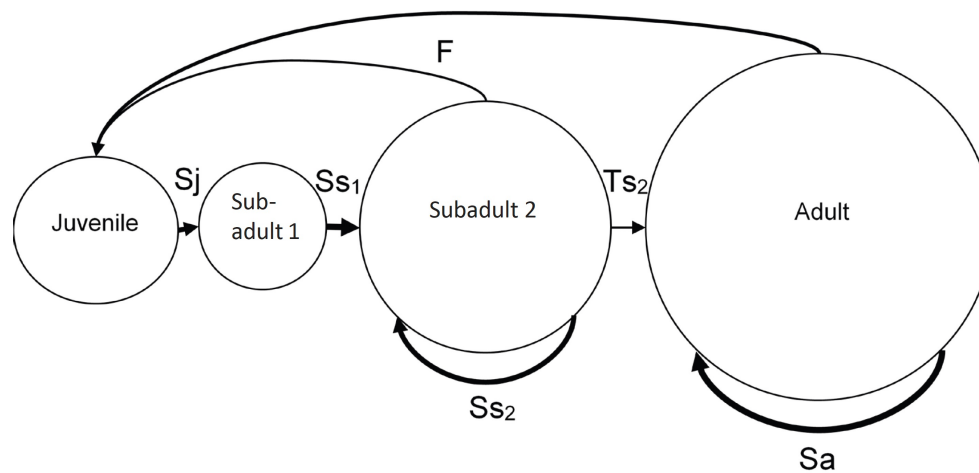 F
Sj
Ss₁
Ts₂
Juvenile
Sub-
adult 1
Subadult 2
Adult
Ss₂
Sa